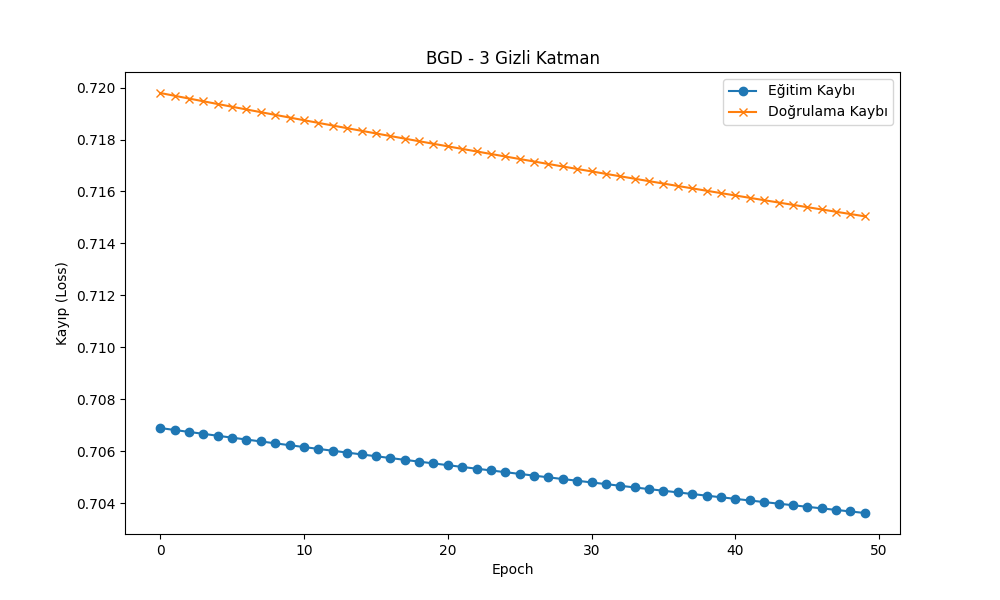 BGD - 3 Gizli Katman
Eğitim Kaybı
Doğrulama Kaybı
Kayıp (Loss)
0.720
0.718
0.716
0.714
0.712
0.710
0.708
0.706
0.704
0 10 20 30 40 50
Epoch